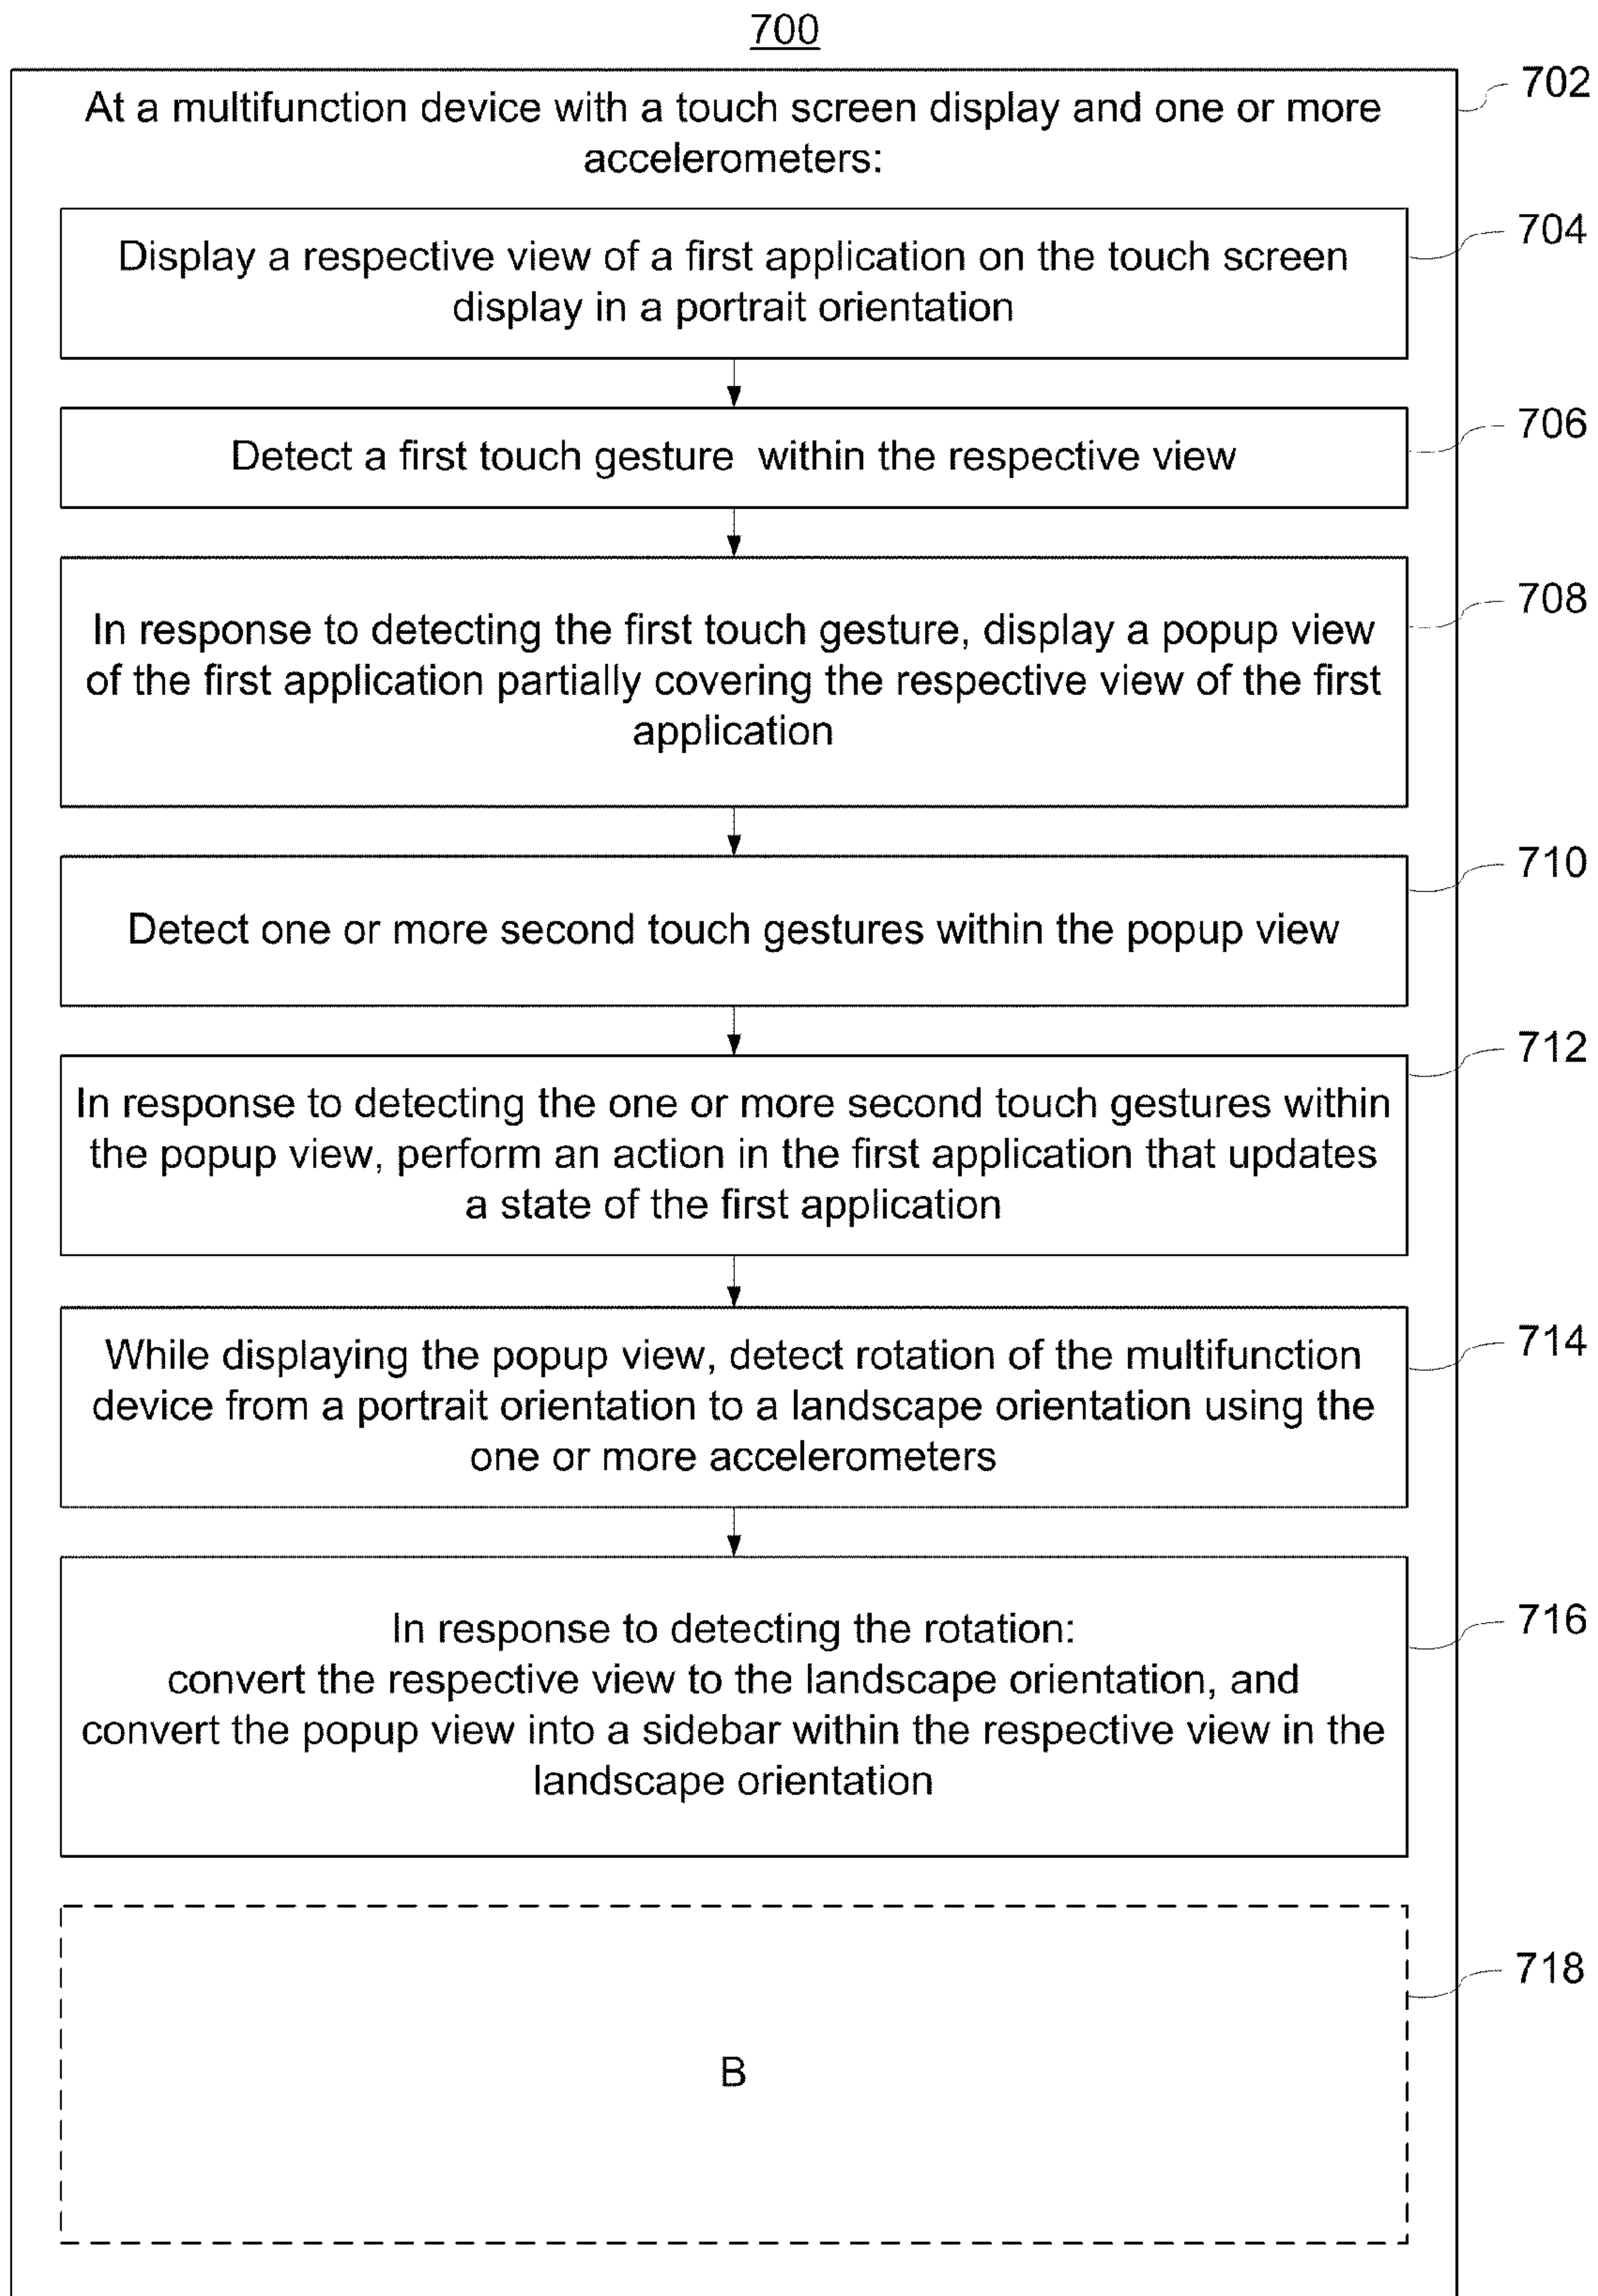 700
702
At a multifunction device with a touch screen display and one or more
accelerometers:
704
Display a respective view of a first application on the touch screen
display in a portrait orientation
706
Detect a first touch gesture within the respective view
708
In response to detecting the first touch gesture, display a popup view
of the first application partially covering the respective view of the first
application
710
Detect one or more second touch gestures within the popup view
712
In response to detecting the one or more second touch gestures within
the popup view, perform an action in the first application that updates
a state of the first application
714
While displaying the popup view, detect rotation of the multifunction
device from a portrait orientation to a landscape orientation using the
one or more accelerometers
716
In response to detecting the rotation:
convert the respective view to the landscape orientation, and
convert the popup view into a sidebar within the respective view in the
landscape orientation
718
B